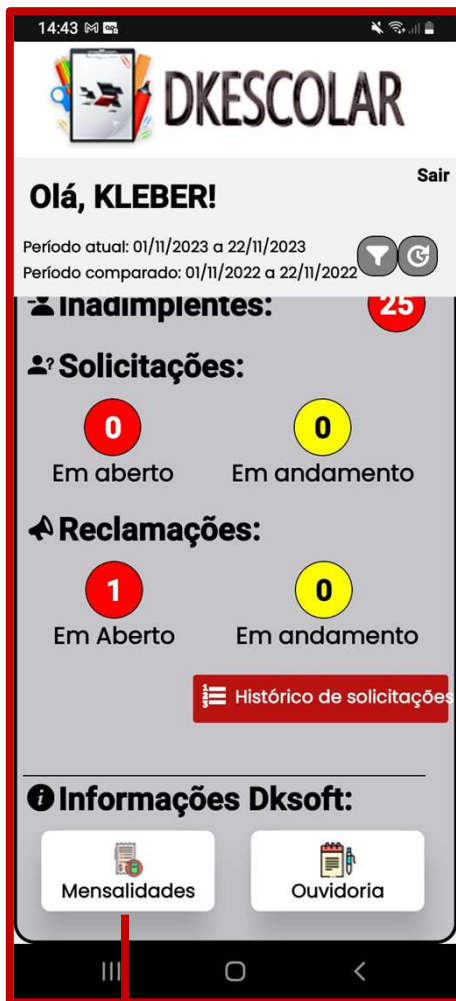 14:43
DKESCOLAR
Sair
Olá, KLEBER!
Período atual: 01/11/2023 a 22/11/2023
Período comparado: 01/11/2022 a 22/11/2022
Inadimplentes: 25
Solicitações:
0 0
Em aberto Em andamento
Reclamações:
1 0
Em Aberto Em andamento
Histórico de solicitações
Informações Dksoft:
Mensalidades Ouvidoria